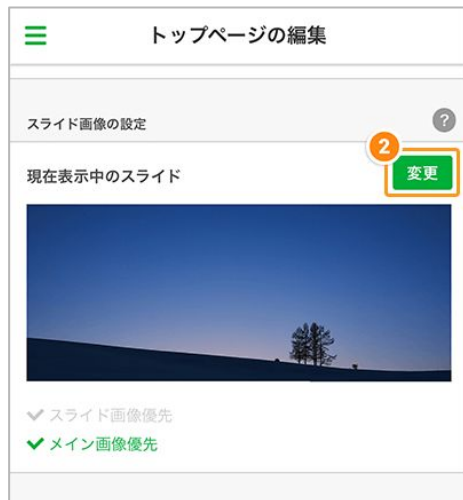 トップページの編集
スライド画像の設定
?
2
現在表示中のスライド
変更
スライド画像優先
メイン画像優先